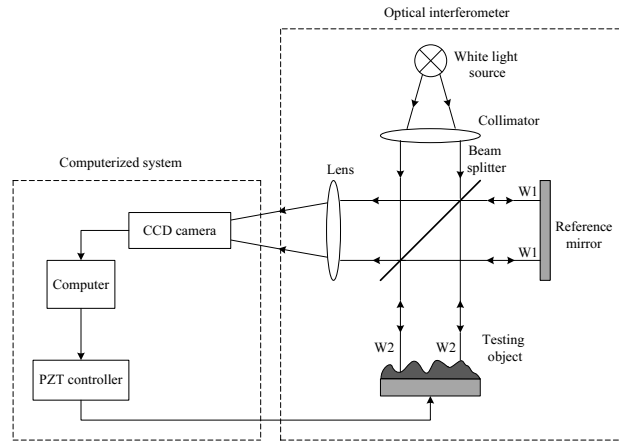 Optical interferometer
White light
source
Collimator
Beam
splitter
Computerized system
Lens
W1
CCD camera
Reference
mirror
W1
Computer
W2
W2
Testing
object
PZT controller